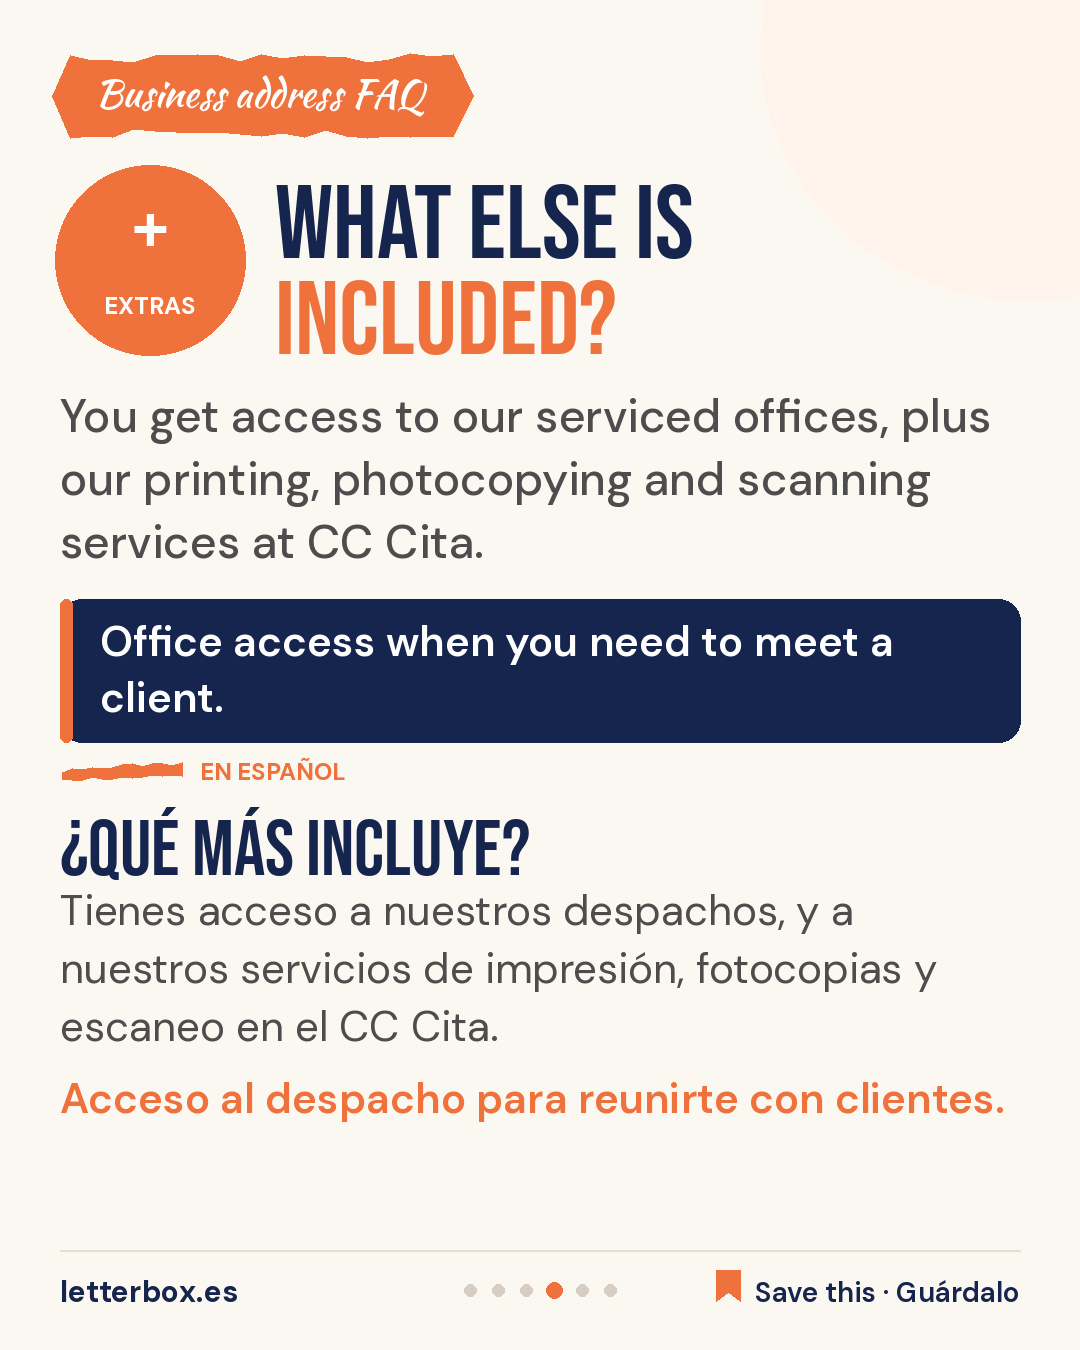 Business address FAQ
+
EXTRAS
WHAT ELSE IS
INCLUDED?
You get access to our serviced offices, plus
our printing, photocopying and scanning
services at CC Cita.
Office access when you need to meet a
client.
EN ESPAÑOL
¿QUÉ MÁS INCLUYE?
Tienes acceso a nuestros despachos, y a
nuestros servicios de impresión, fotocopias y
escaneo en el CC Cita.
Acceso al despacho para reunirte con clientes.
letterbox.es
Save this · Guárdalo